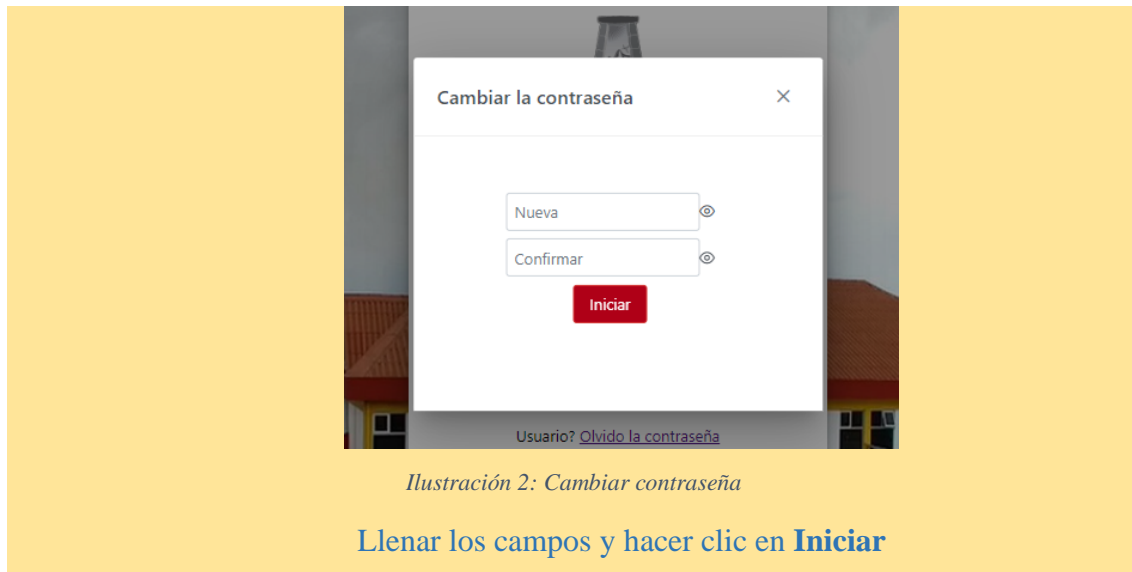 Cambiar la contraseña
Nueva
Confirmar
Iniciar
Usuario? Olvido la contraseña
Ilustración 2: Cambiar contraseña
Llenar los campos y hacer clic en Iniciar